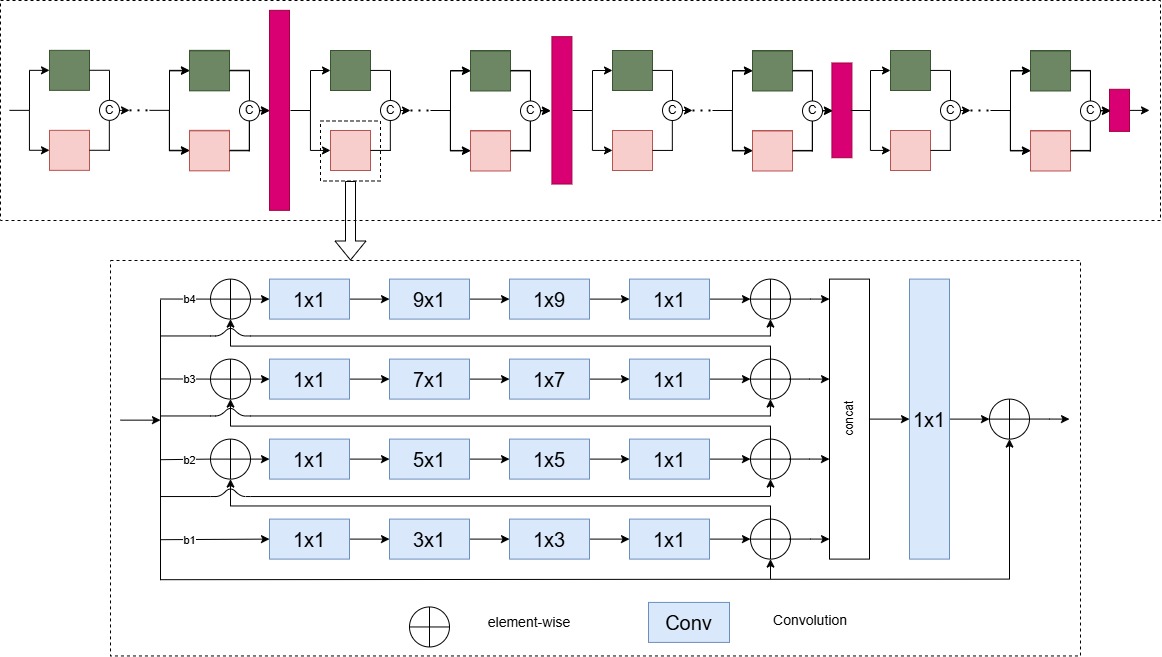 C ··· C C ··· C C ··· C C ··· C
b4 1x1 9x1 1x9 1x1
b3 1x1 7x1 1x7 1x1
concat 1x1
b2 1x1 5x1 1x5 1x1
b1 1x1 3x1 1x3 1x1
element-wise Conv Convolution